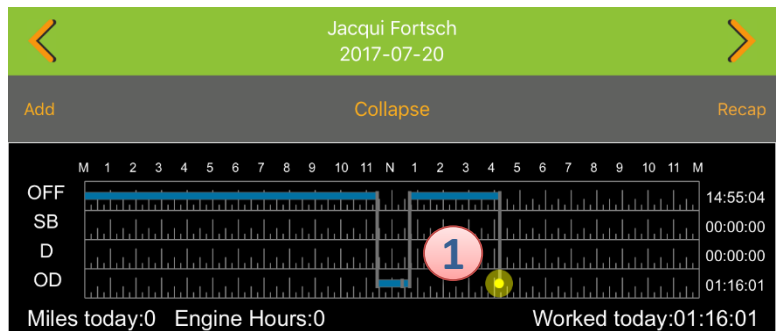 Jacqui Fortsch
2017-07-20
Add Collapse Recap
M 1 2 3 4 5 6 7 8 9 10 11 N 1 2 3 4 5 6 7 8 9 10 11 M
OFF 14:55:04
SB 00:00:00
D 00:00:00
1
OD 01:16:01
Miles today:0 Engine Hours:0 Worked today:01:16:01